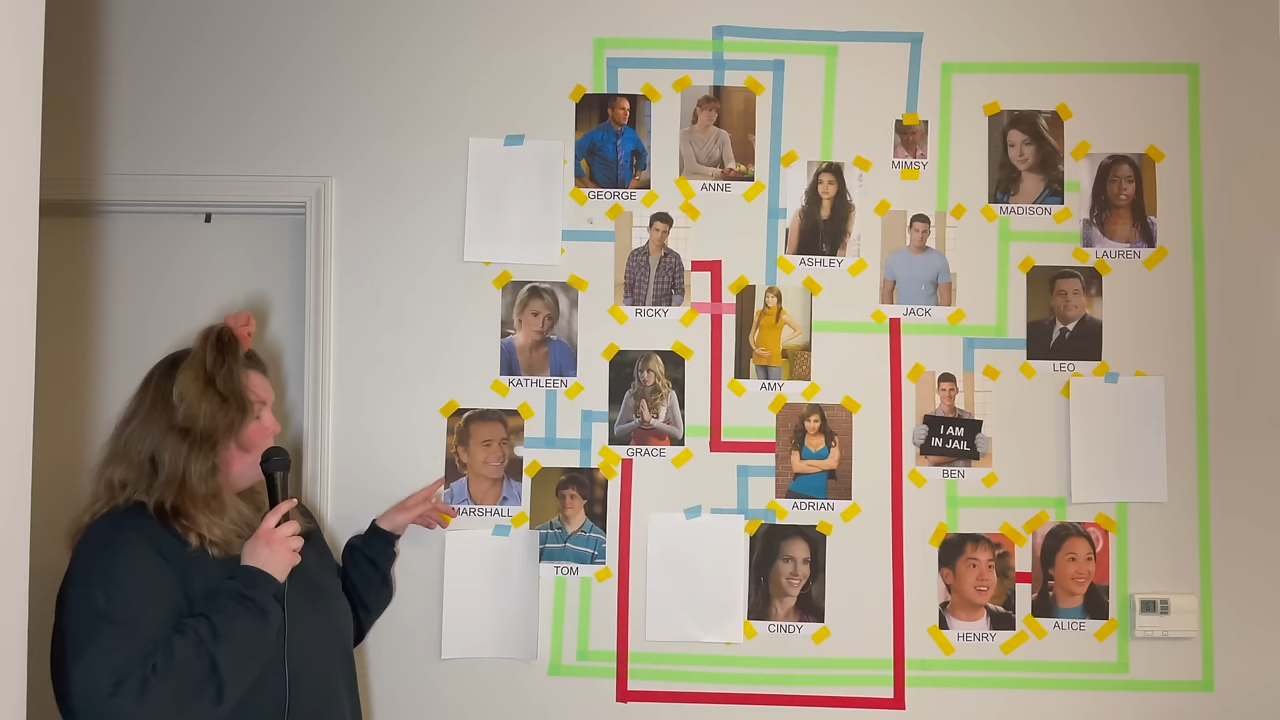 GEORGE
ANNE
MIMSY
MADISON
LAUREN
ASHLEY
RICKY
JACK
LEO
KATHLEEN
AMY
GRACE
I AM
IN JAIL
BEN
MARSHALL
ADRIAN
TOM
CINDY
HENRY
ALICE